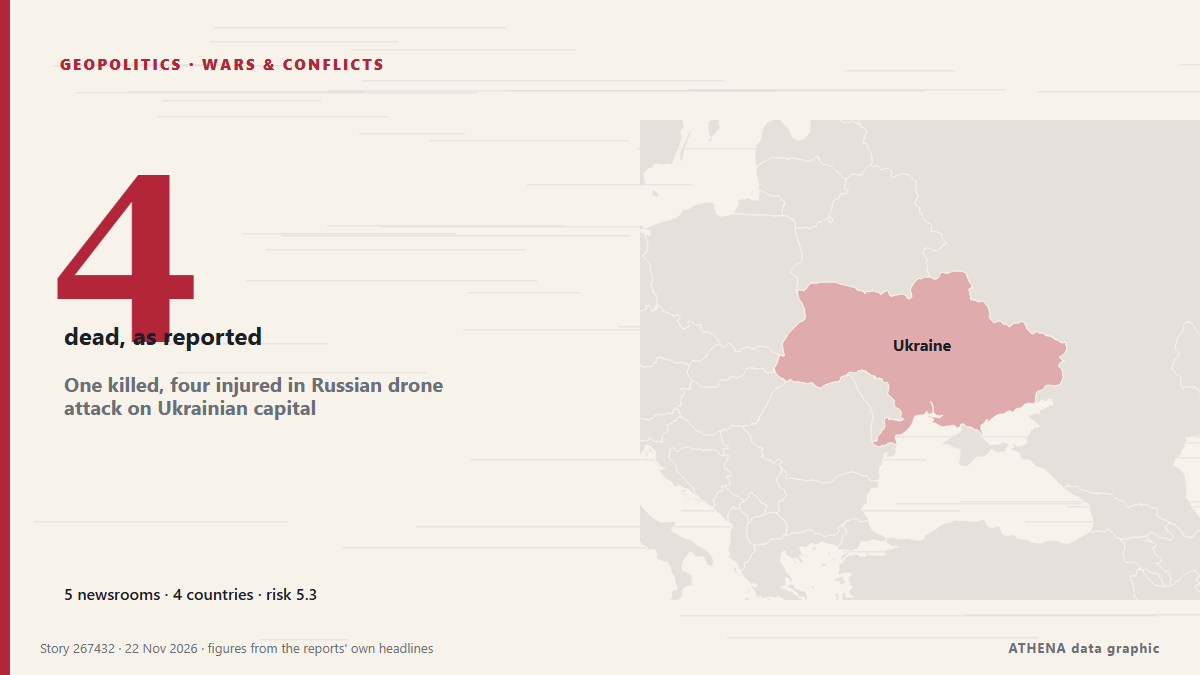 GEOPOLITICS · WARS & CONFLICTS
4
dead, as reported
One killed, four injured in Russian drone
attack on Ukrainian capital
Ukraine
5 newsrooms · 4 countries · risk 5.3
Story 267432 · 22 Nov 2026 · figures from the reports' own headlines
ATHENA data graphic